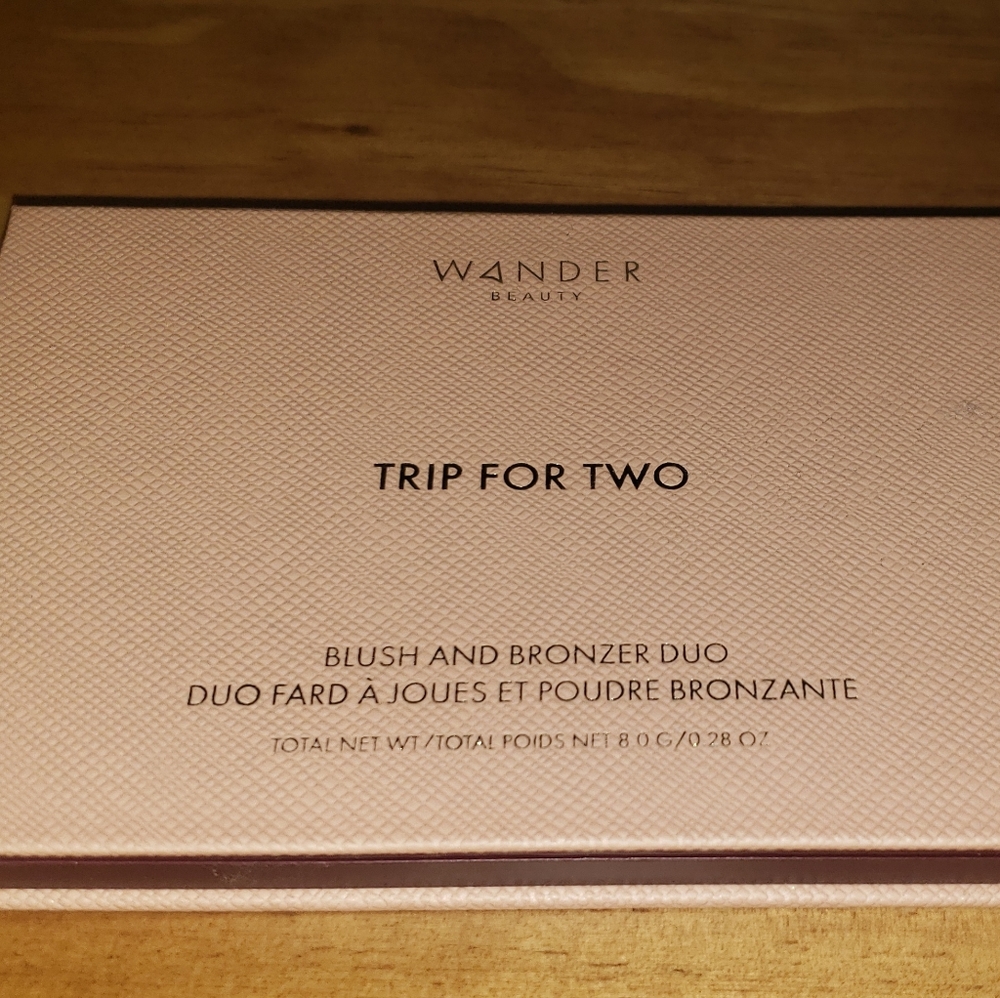 WANDER
BEAUTY
TRIP FOR TWO
BLUSH AND BRONZER DUO
DUO FARD À JOUES ET POUDRE BRONZANTE
TOTAL NET WT/TOTAL POIDS NET 8.0 G/0.28 OZ.